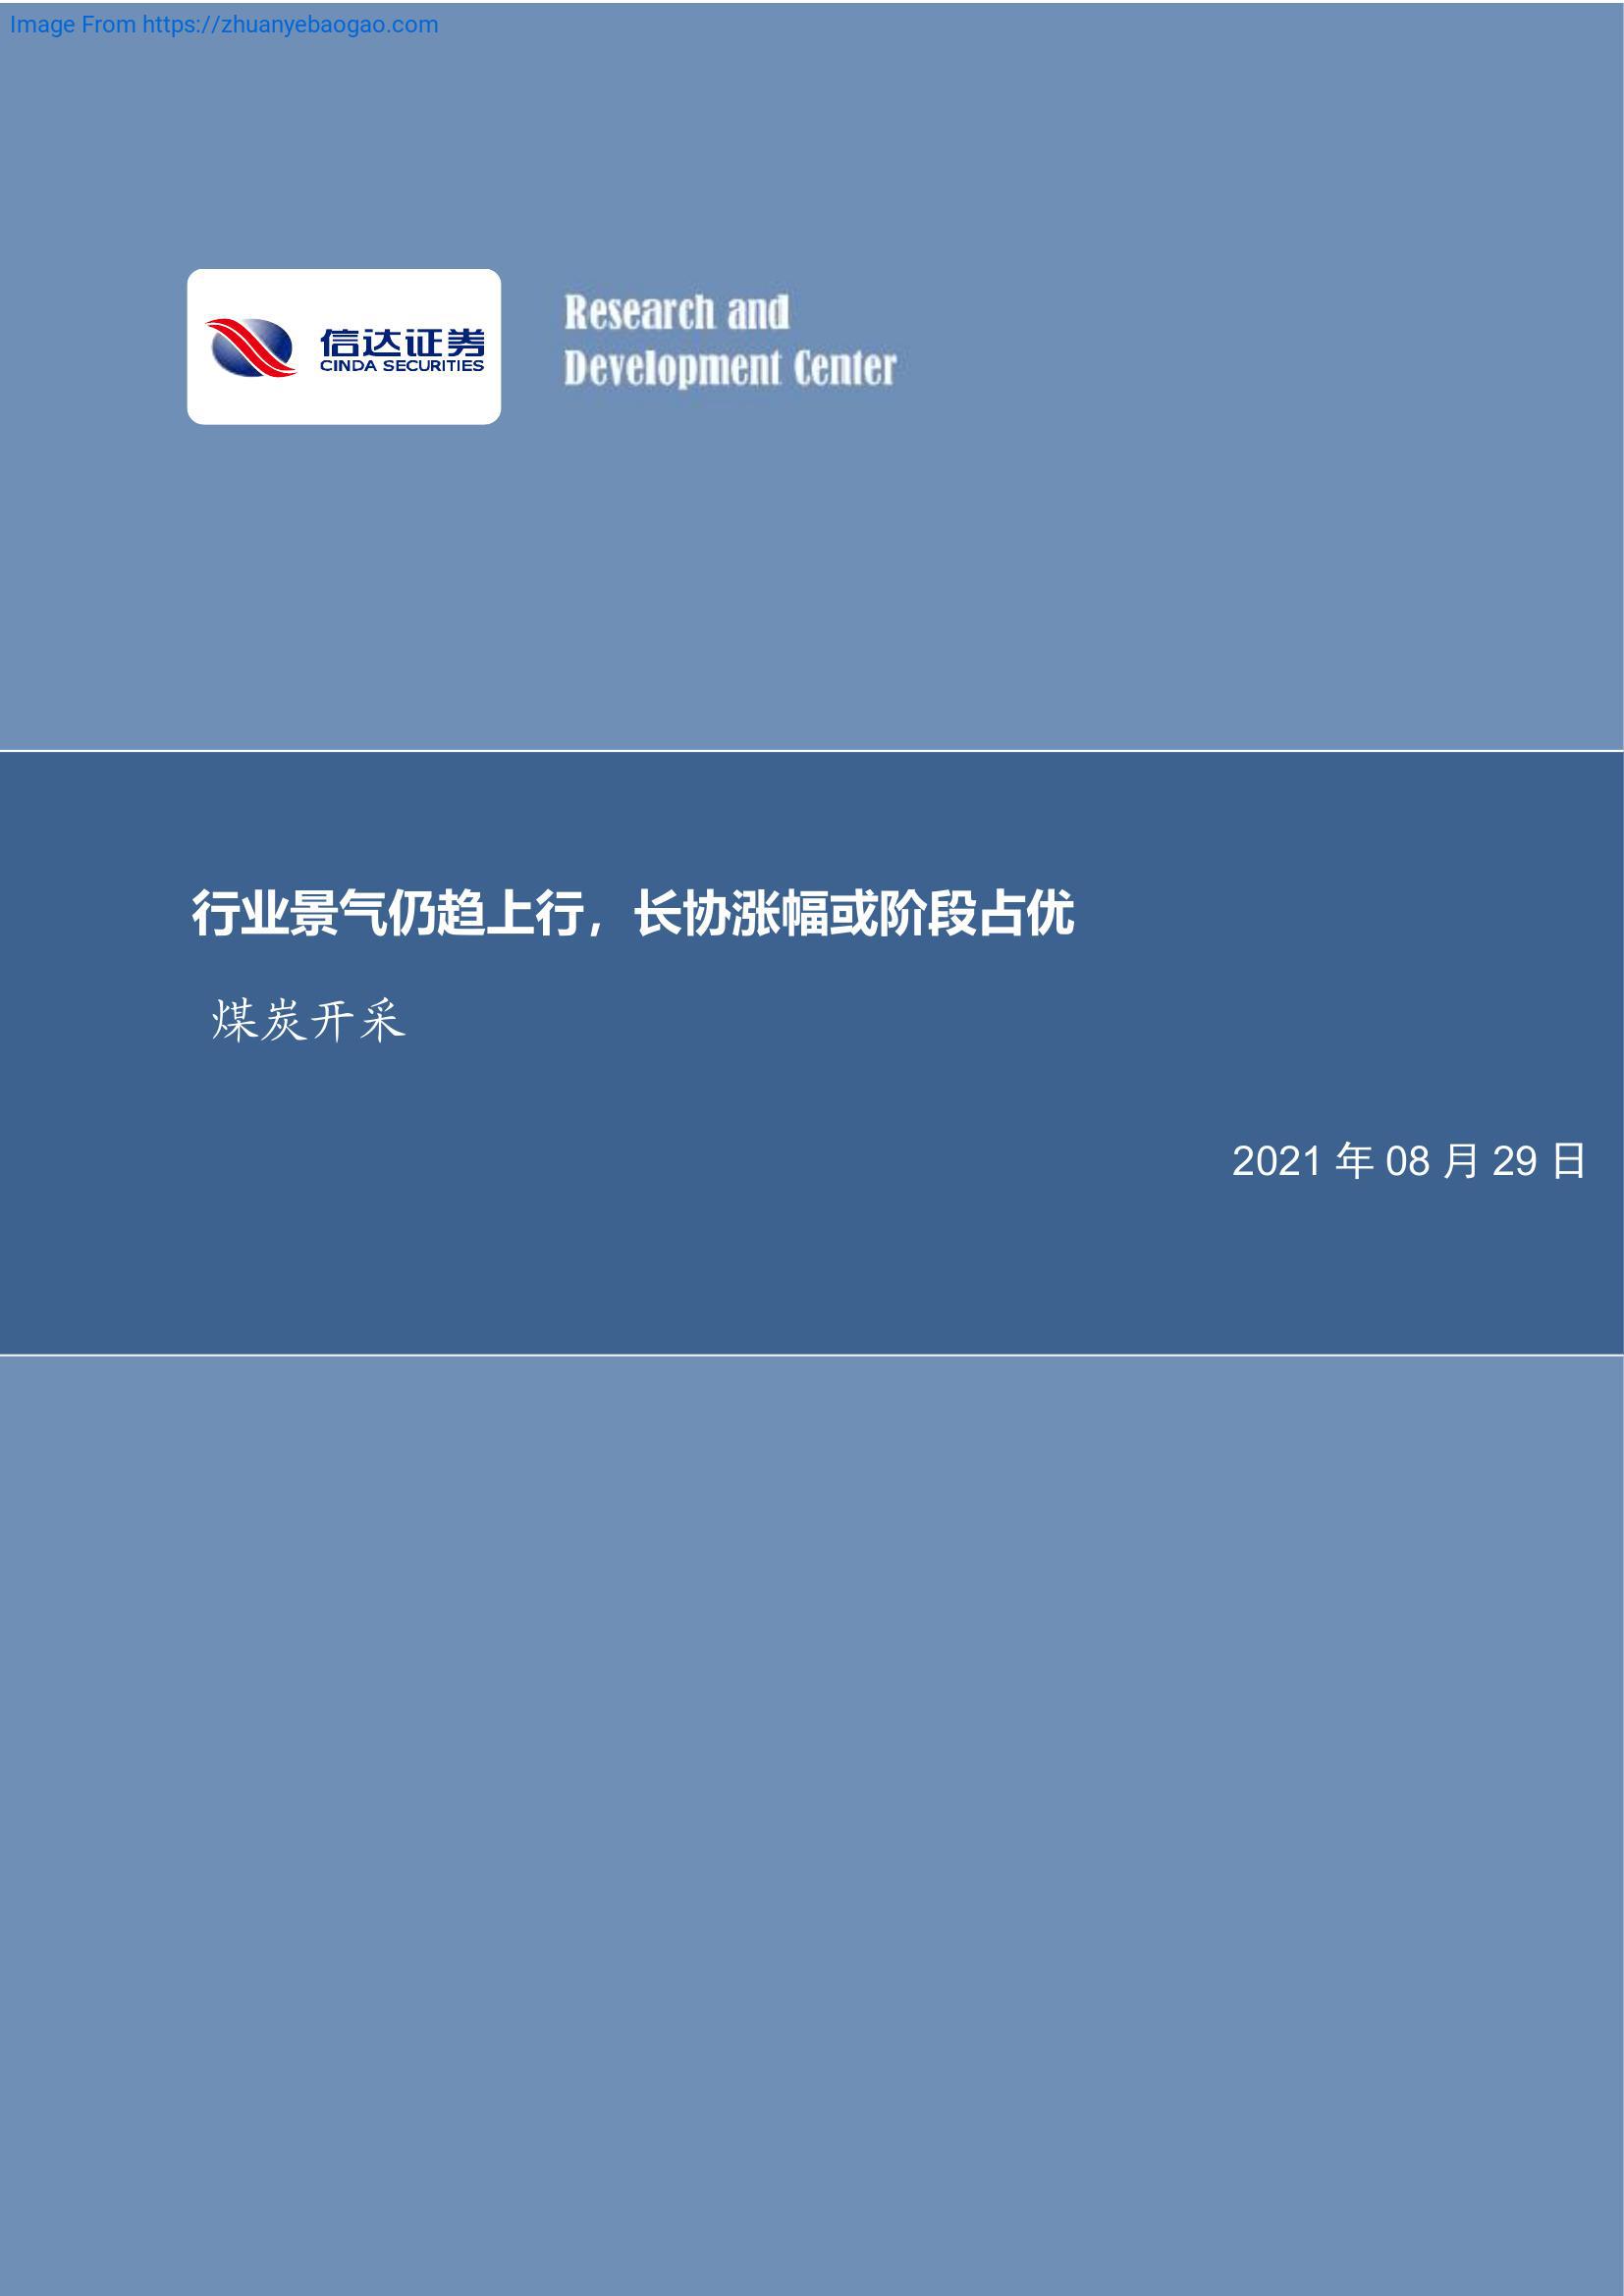 Image From https://zhuanyebaogao.com
信达证券
CINDA SECURITIES
Research and
Development Center
行业景气仍趋上行，长协涨幅或阶段占优
煤炭开采
2021 年 08 月 29 日